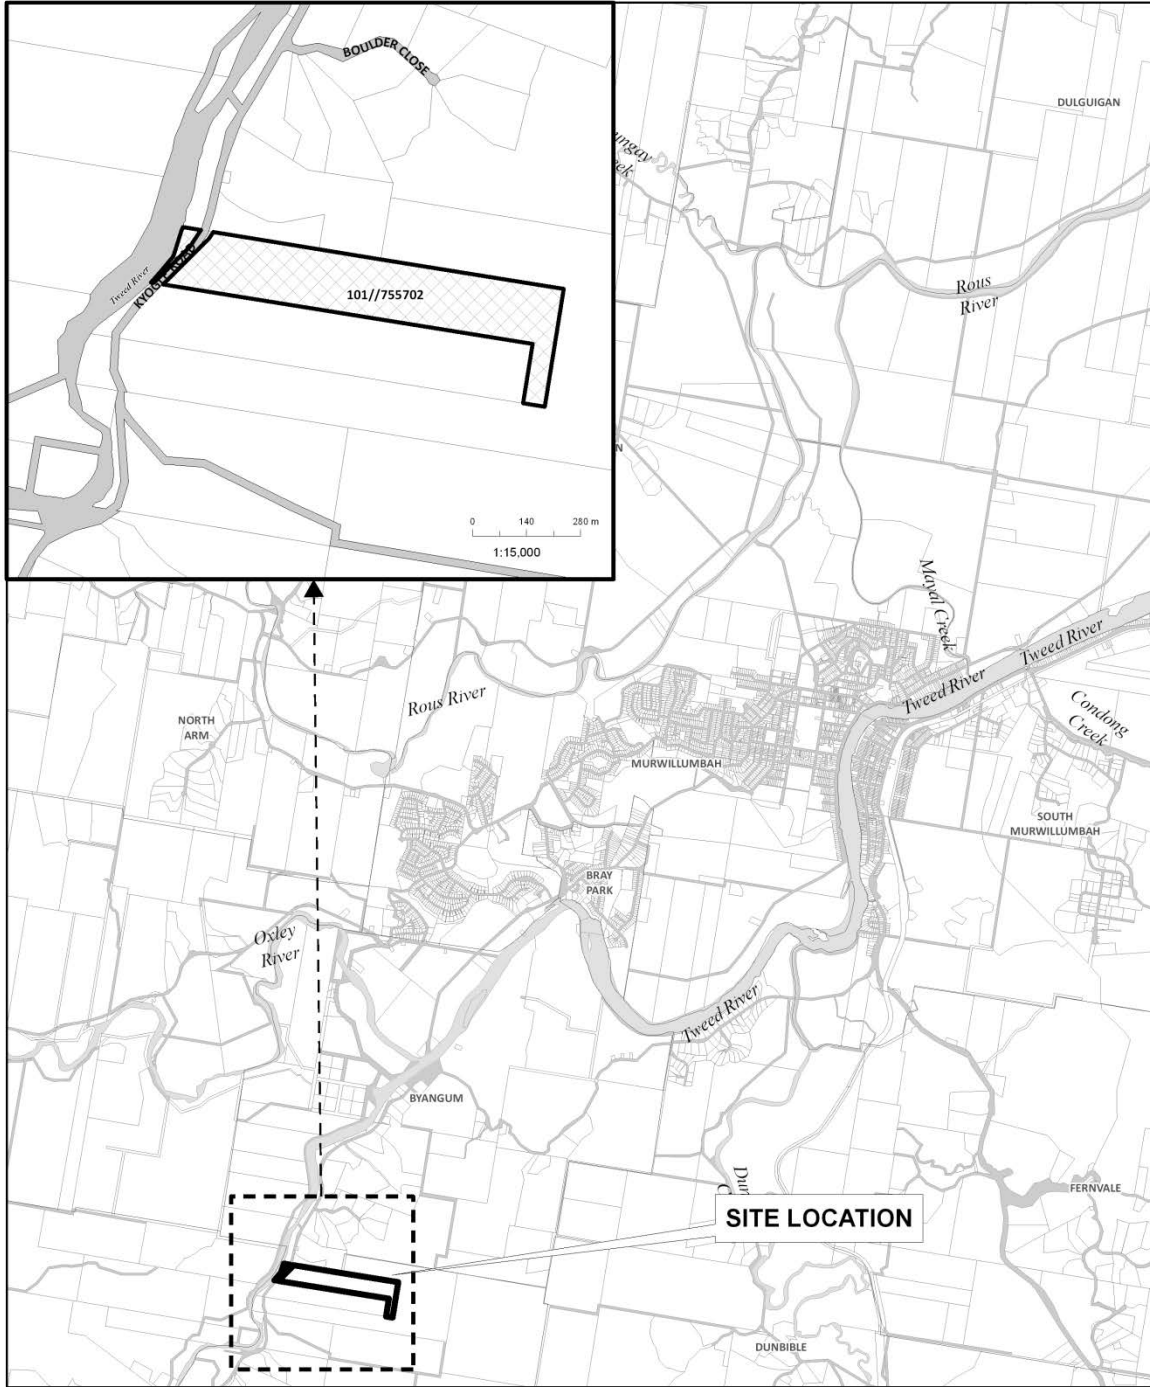 BOULDER CLOSE
DULGUIGAN
Tweed River
KYOGLE ROAD
101//755702
Rous
River
0 140 280 m
1:15,000
N
Mayal Creek
Tweed River
Tweed River
Condong
Creek
Rous River
NORTH
ARM
MURWILLUMBAH
SOUTH
MURWILLUMBAH
BRAY
PARK
Oxley
River
Tweed River
BYANGUM
FERNVALE
SITE LOCATION
DUNBIBLE